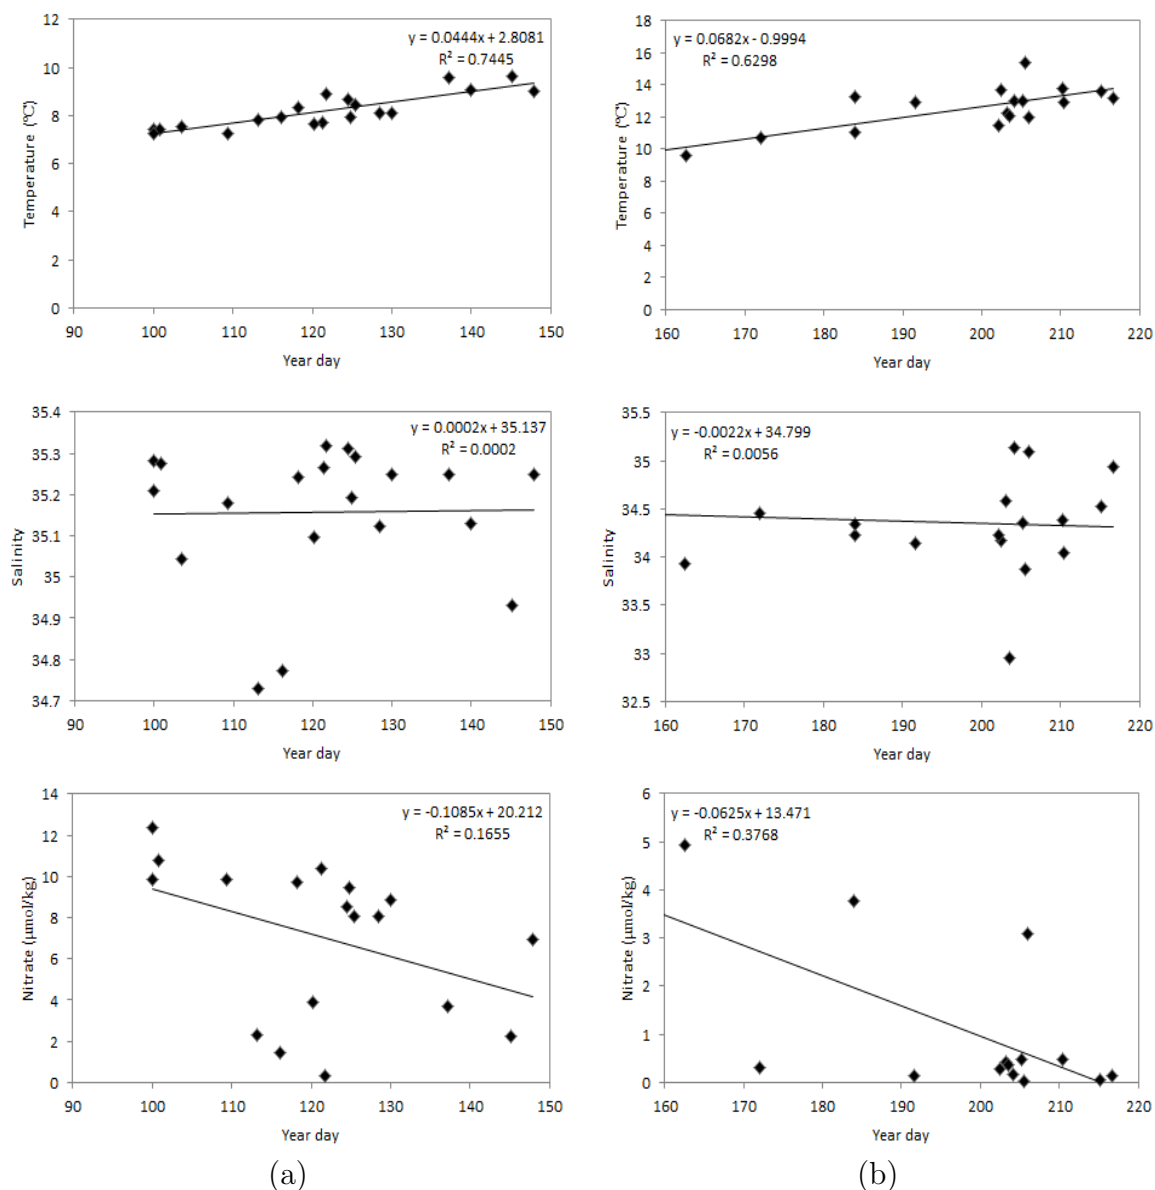 12
10
8
6
4
2
0
Temperature (ºC)
y = 0.0444x + 2.8081
R² = 0.7445
90 100 110 120 130 140 150
Year day
18
16
14
12
10
8
6
4
2
0
Temperature (ºC)
y = 0.0682x - 0.9994
R² = 0.6298
160 170 180 190 200 210 220
Year day
35.4
35.3
35.2
35.1
35
34.9
34.8
34.7
Salinity
y = 0.0002x + 35.137
R² = 0.0002
90 100 110 120 130 140 150
Year day
35.5
35
34.5
34
33.5
33
32.5
Salinity
y = -0.0022x + 34.799
R² = 0.0056
160 170 180 190 200 210 220
Year day
14
12
10
8
6
4
2
0
Nitrate (µmol/kg)
y = -0.1085x + 20.212
R² = 0.1655
90 100 110 120 130 140 150
Year day
6
5
4
3
2
1
0
Nitrate (µmol/kg)
y = -0.0625x + 13.471
R² = 0.3768
160 170 180 190 200 210 220
Year day
(a)
(b)